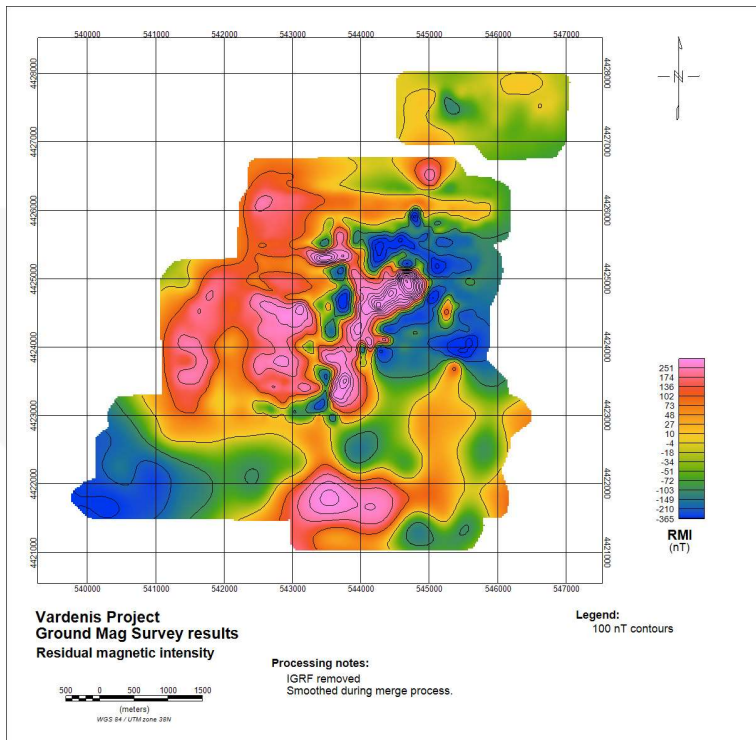 540000 541000 542000 543000 544000 545000 546000 547000
4428000 4428000
4427000 4427000
4426000 4426000
4425000 4425000
4424000 4424000
4423000 4423000
4422000 4422000
4421000 4421000
540000 541000 542000 543000 544000 545000 546000 547000
N
251
174
136
102
73
48
27
10
-4
-18
-34
-51
-72
-103
-149
-210
-365
RMI
(nT)
Vardenis Project
Ground Mag Survey results
Residual magnetic intensity
500 0 500 1000 1500
(meters)
WGS 84 / UTM zone 38N
Processing notes:
IGRF removed
Smoothed during merge process.
Legend:
100 nT contours